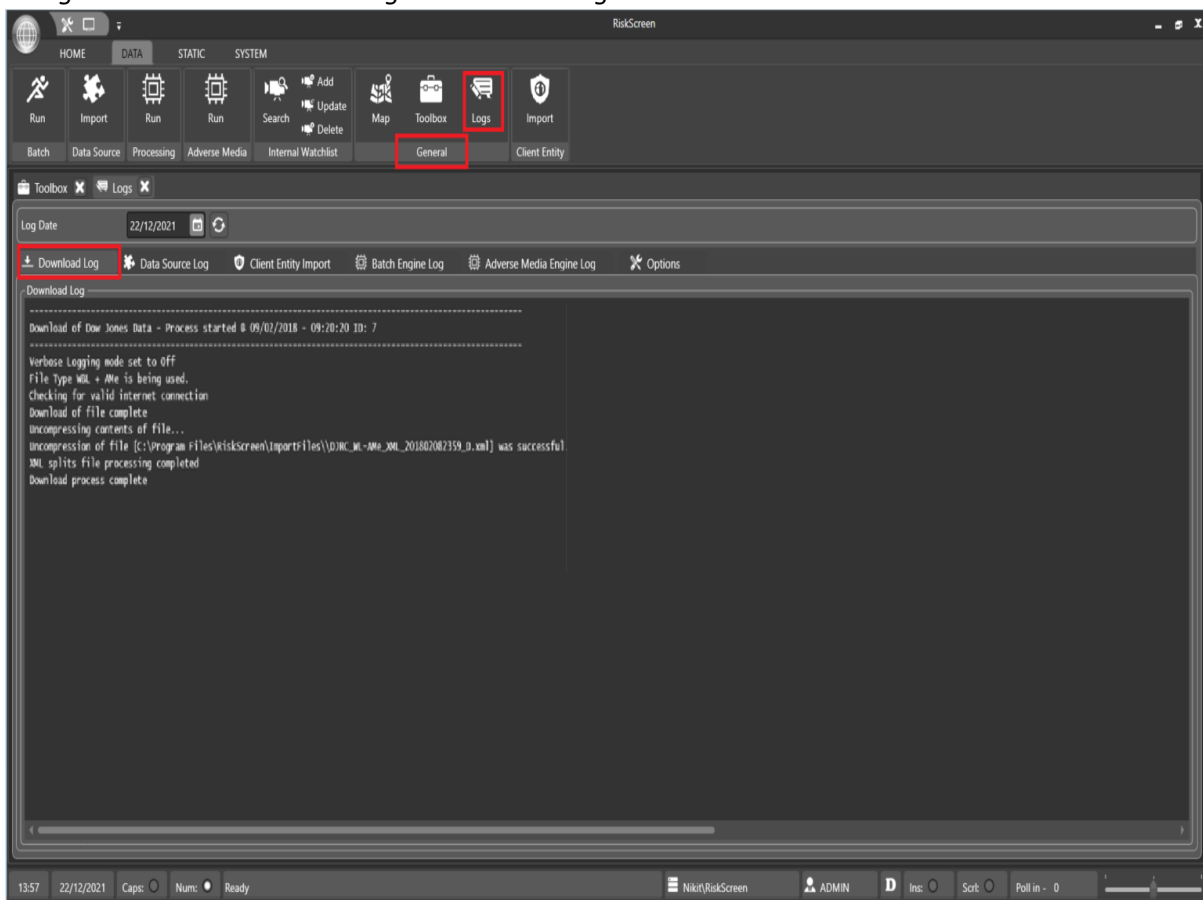 RiskScreen
HOME DATA STATIC SYSTEM
Run Import Run Run Search Add Update Delete Map Toolbox Logs Import
Batch Data Source Processing Adverse Media Internal Watchlist General Client Entity
Toolbox Logs
Log Date 22/12/2021
Download Log Data Source Log Client Entity Import Batch Engine Log Adverse Media Engine Log Options
Download Log
Download of Dow Jones Data - Process started @ 09/02/2018 - 09:20:20 ID: 7
Verbose Logging mode set to Off
File Type WDL + AMe is being used.
Checking for valid internet connection
Download of file complete
Uncompressing contents of file...
Uncompression of file [C:\Program Files\RiskScreen\ImportFiles\\DJRC_WL-AMe_XML_201802082359_D.xml] was successful
XML splits file processing completed
Download process complete
13:57 22/12/2021 Caps: Num: Ready Nikit\RiskScreen ADMIN D Ins: Scrl: Poll in - 0